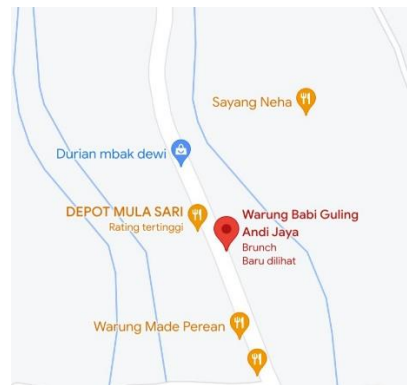 Sayang Neha
Durian mbak dewi
DEPOT MULA SARI
Rating tertinggi
Warung Babi Guling
Andi Jaya
Brunch
Baru dilihat
Warung Made Perean